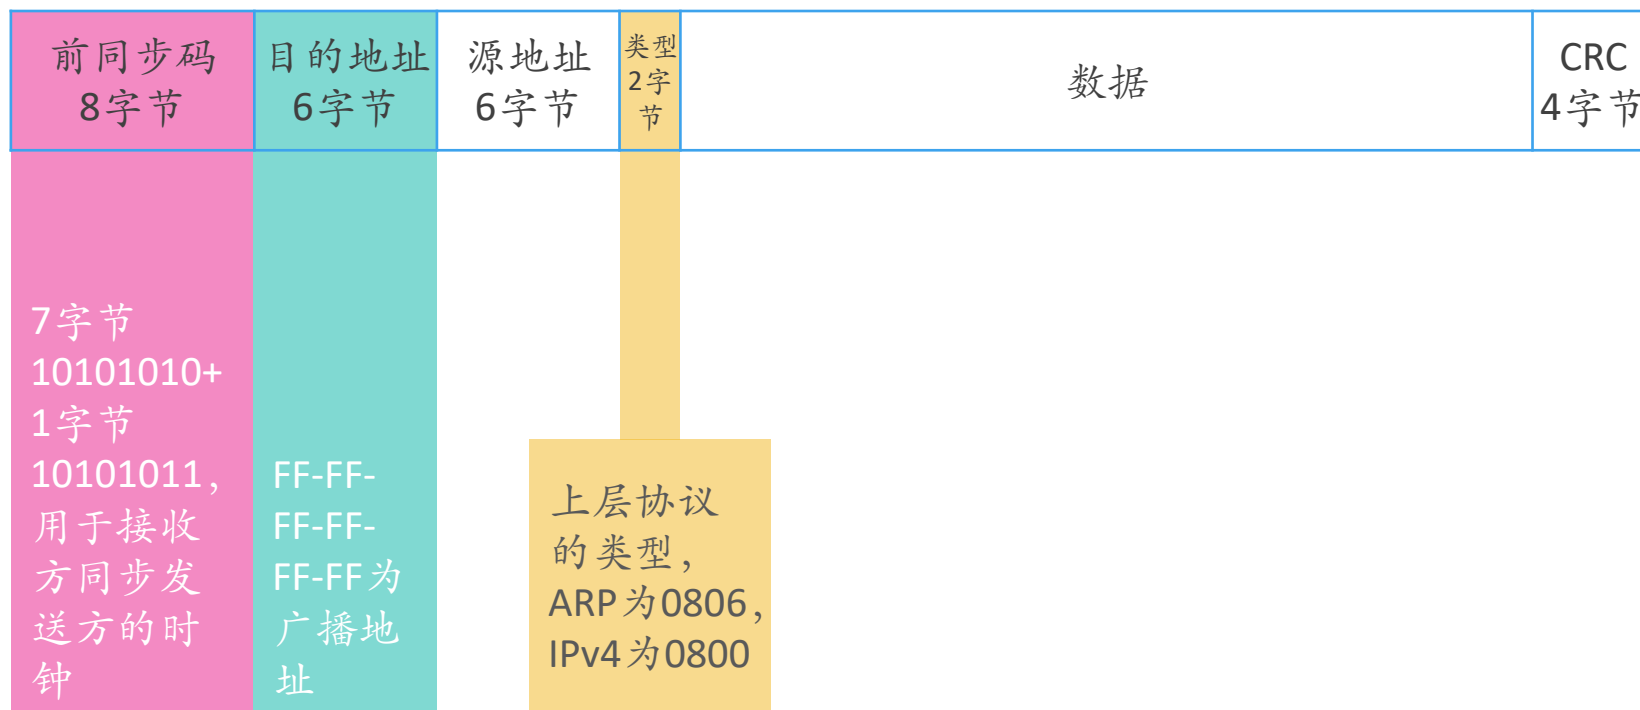 前同步码
8字节
目的地址
6字节
源地址
6字节
类型
2字
节
数据
CRC
4字节
7字节
10101010+
1字节
10101011，
用于接收
方同步发
送方的时
钟
FF-FF-
FF-FF-
FF-FF为
广播地
址
上层协议
的类型，
ARP为0806，
IPv4为0800